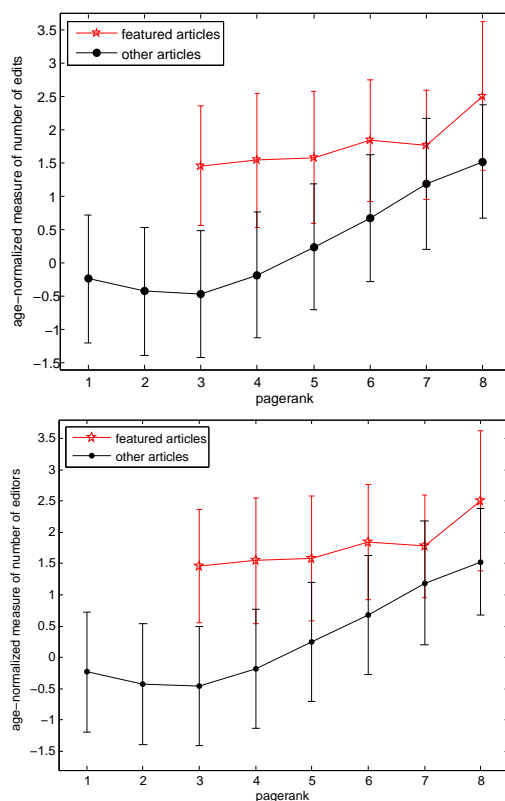 3.5
3
2.5
2
1.5
1
0.5
0
−0.5
−1
−1.5
age−normalized measure of number of edits
featured articles
other articles
1 2 3 4 5 6 7 8
pagerank
3.5
3
2.5
2
1.5
1
0.5
0
−0.5
−1
−1.5
age−normalized measure of number of editors
featured articles
other articles
1 2 3 4 5 6 7 8
pagerank